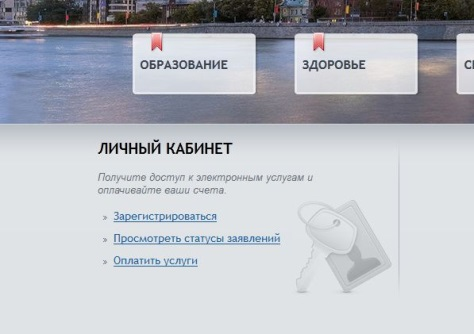 ОБРАЗОВАНИЕ
ЗДОРОВЬЕ
ЛИЧНЫЙ КАБИНЕТ
Получите доступ к электронным услугам и
оплачивайте ваши счета.
» Зарегистрироваться
» Просмотреть статусы заявлений
» Оплатить услуги